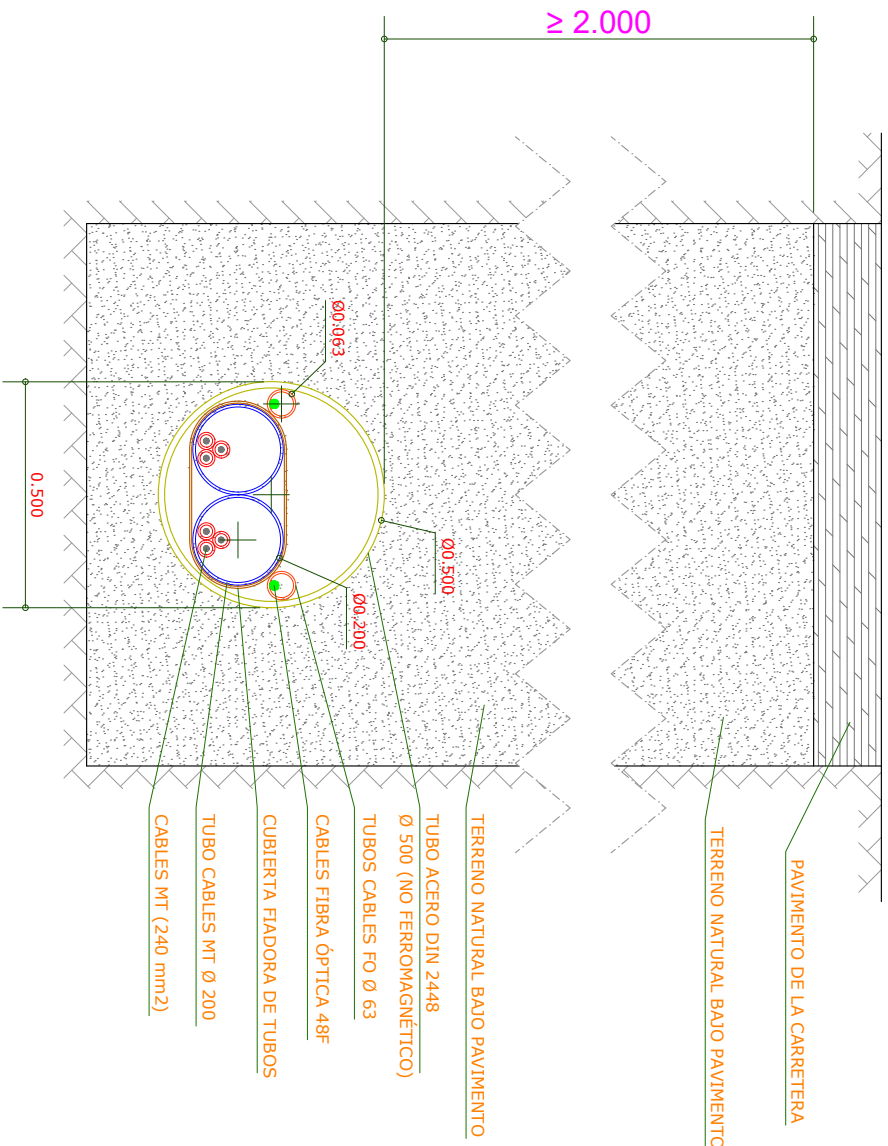 ≥ 2.000
PAVIMENTO DE LA CARRETERA
TERRENO NATURAL BAJO PAVIMENTO
TERRENO NATURAL BAJO PAVIMENTO
TUBO ACERO DIN 2448
Ø 500 (NO FERROMAGNÉTICO)
TUBOS CABLES FO Ø 63
CABLES FIBRA ÓPTICA 48F
CUBIERTA FIADORA DE TUBOS
TUBO CABLES MT Ø 200
CABLES MT (240 mm2)
Ø0.063
Ø0.500
Ø0.200
0.500